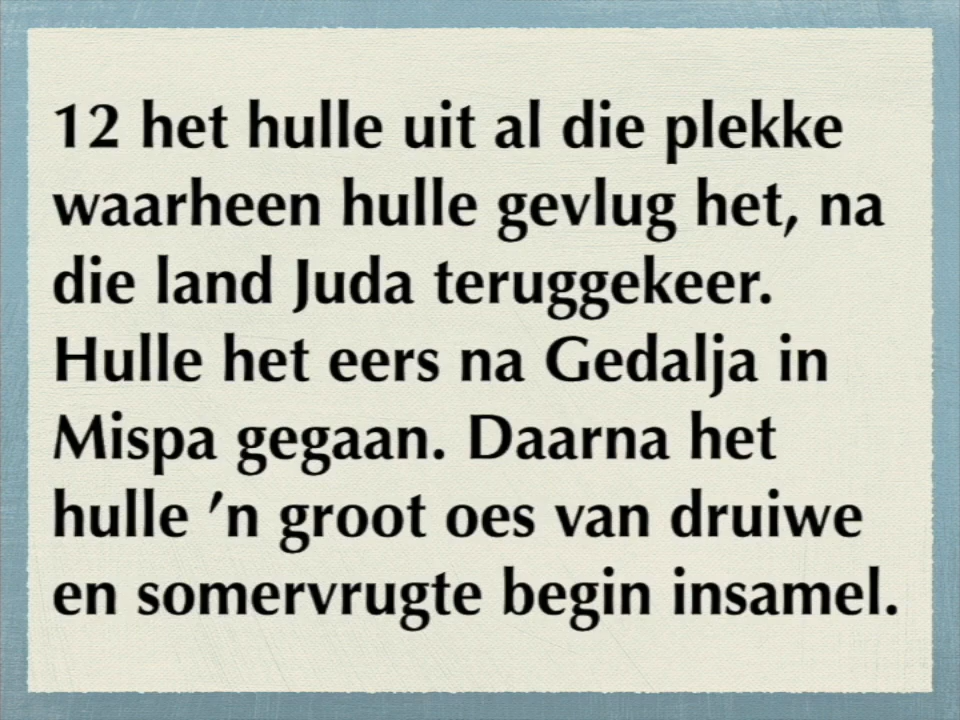 12 het hulle uit al die plekke
waarheen hulle gevlug het, na
die land Juda teruggekeer.
Hulle het eers na Gedalja in
Mispa gegaan. Daarna het
hulle ’n groot oes van druiwe
en somervrugte begin insamel.